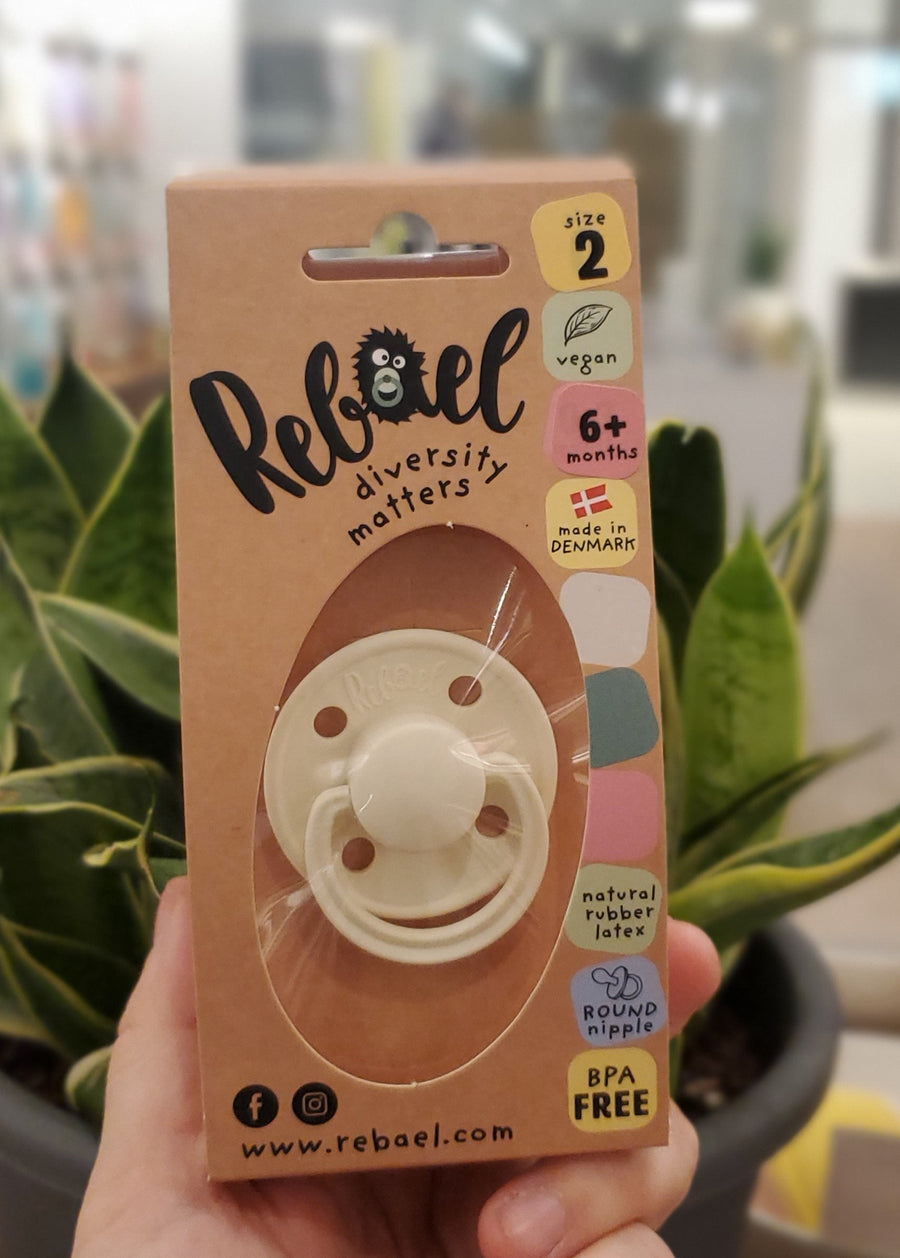 Rebael
diversity
matters
Rebael
www.rebael.com
size
2
vegan
6+
months
made in
DENMARK
natural
rubber
latex
ROUND
nipple
BPA
FREE